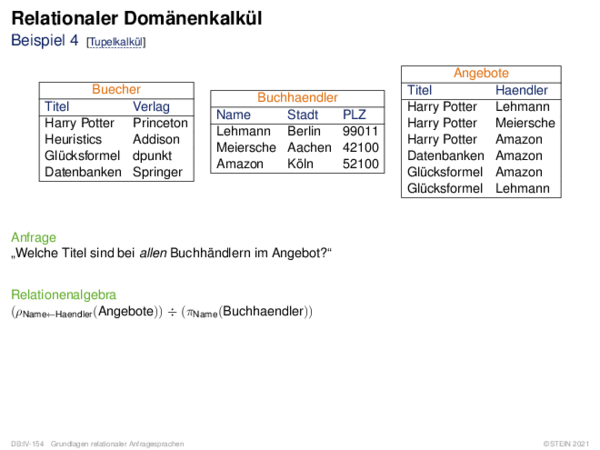 Relationaler Domänenkalkül
Beispiel 4 [Tupelkalkül]
Buecher
Titel Verlag
Harry Potter Princeton
Heuristics Addison
Glücksformel dpunkt
Datenbanken Springer
Buchhaendler
Name Stadt PLZ
Lehmann Berlin 99011
Meiersche Aachen 42100
Amazon Köln 52100
Angebote
Titel Haendler
Harry Potter Lehmann
Harry Potter Meiersche
Harry Potter Amazon
Datenbanken Amazon
Glücksformel Amazon
Glücksformel Lehmann
Anfrage
„Welche Titel sind bei allen Buchhändlern im Angebot?“
Relationenalgebra
(ρName←Haendler(Angebote)) ÷ (πName(Buchhaendler))
DB:IV-154 Grundlagen relationaler Anfragesprachen ©STEIN 2021